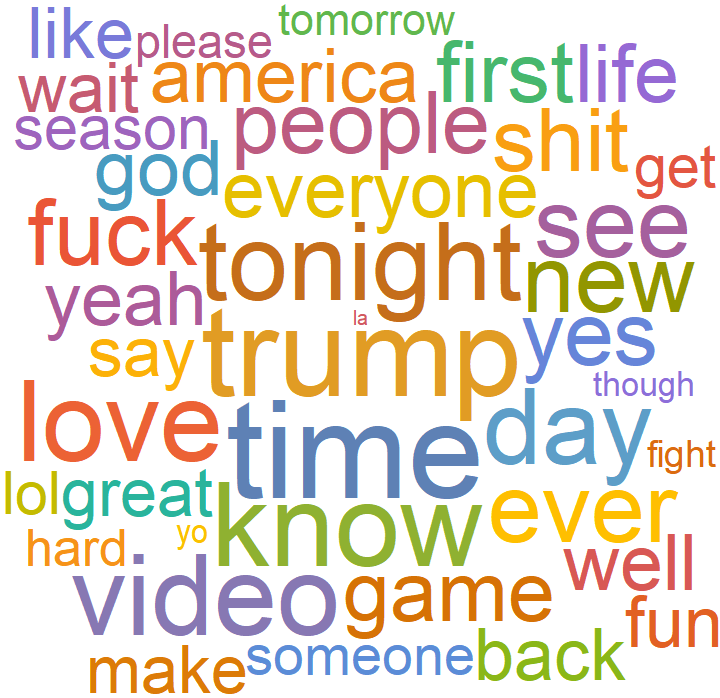 tomorrow
like please
wait america first life
season people shit
god everyone get
fuck tonight see
yeah new
la
say trump yes
though
love time day
fight
lol great know ever
hard yo
video game well
fun
make someone back